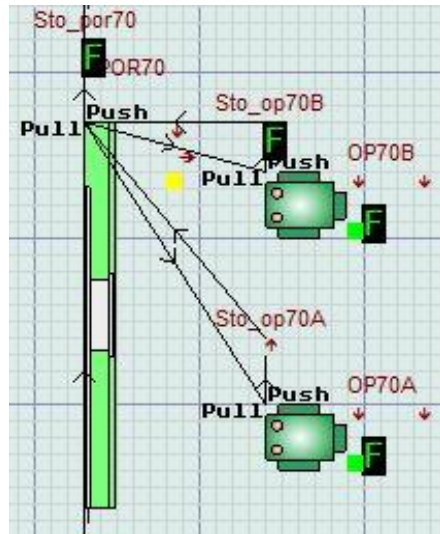 Sto_por70
F
POR70
Push
Pull
Sto_op70B
F
Push
Pull
OP70B
F
Sto_op70A
Push
Pull
OP70A
F